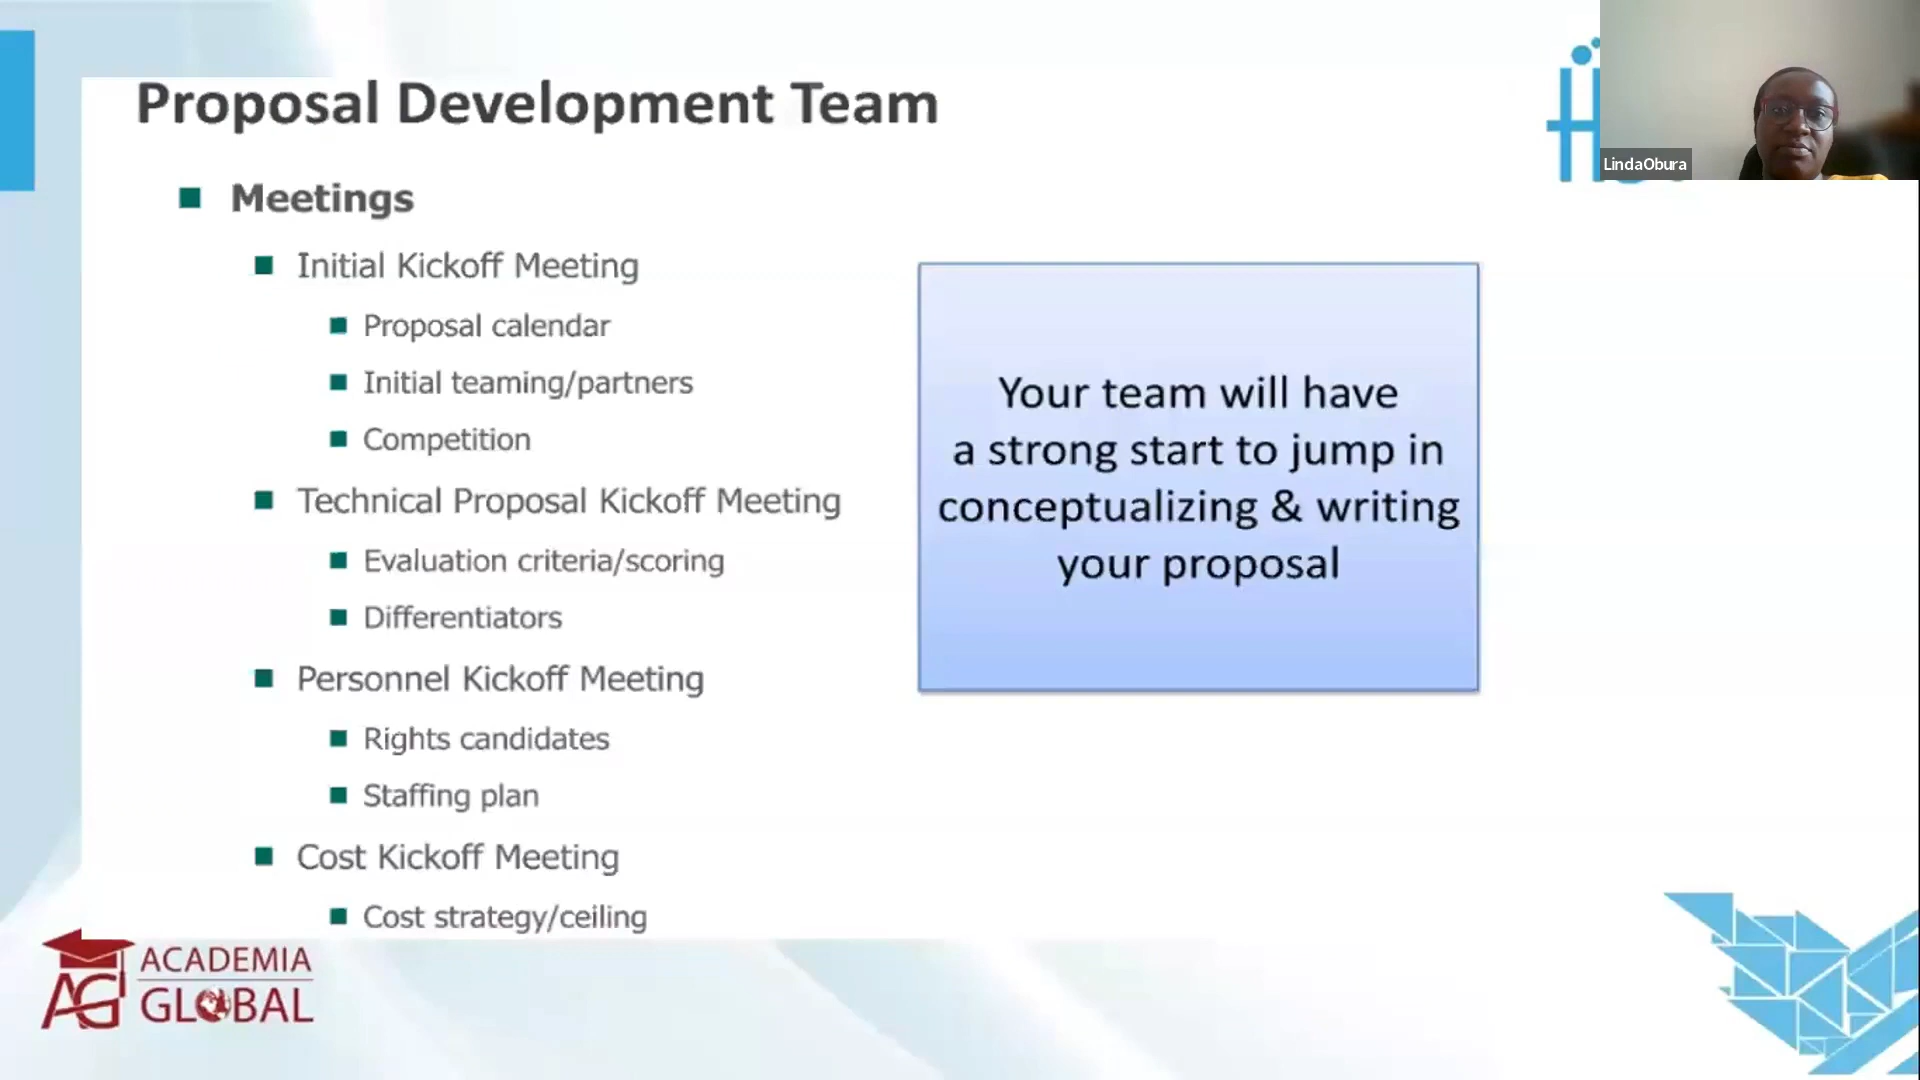 Proposal Development Team
Meetings
Initial Kickoff Meeting
Proposal calendar
Initial teaming/partners
Competition
Technical Proposal Kickoff Meeting
Evaluation criteria/scoring
Differentiators
Personnel Kickoff Meeting
Rights candidates
Staffing plan
Cost Kickoff Meeting
Cost strategy/ceiling
Your team will have
a strong start to jump in
conceptualizing & writing
your proposal
LindaObura
AG
ACADEMIA
GLOBAL